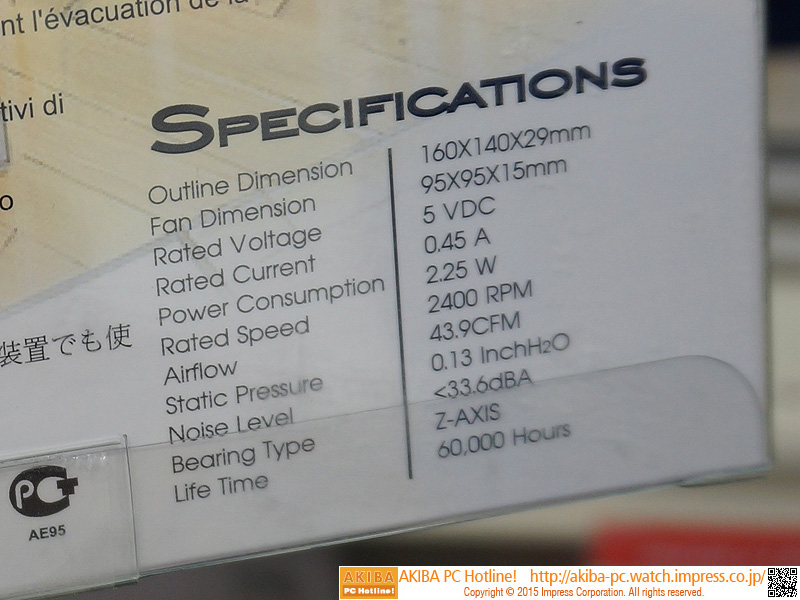 nt l'évacuation de la
tivi di
o
装置でも使
SPECIFICATIONS
Outline Dimension 160X140X29mm
Fan Dimension 95X95X15mm
Rated Voltage 5 VDC
Rated Current 0.45 A
Power Consumption 2.25 W
Rated Speed 2400 RPM
Airflow 43.9CFM
Static Pressure 0.13 InchH2O
Noise Level <33.6dBA
Bearing Type Z-AXIS
Life Time 60,000 Hours
PCT
AE95
AKIBA PC Hotline! AKIBA PC Hotline! http://akiba-pc.watch.impress.co.jp/
Copyright © 2015 Impress Corporation. All rights reserved.